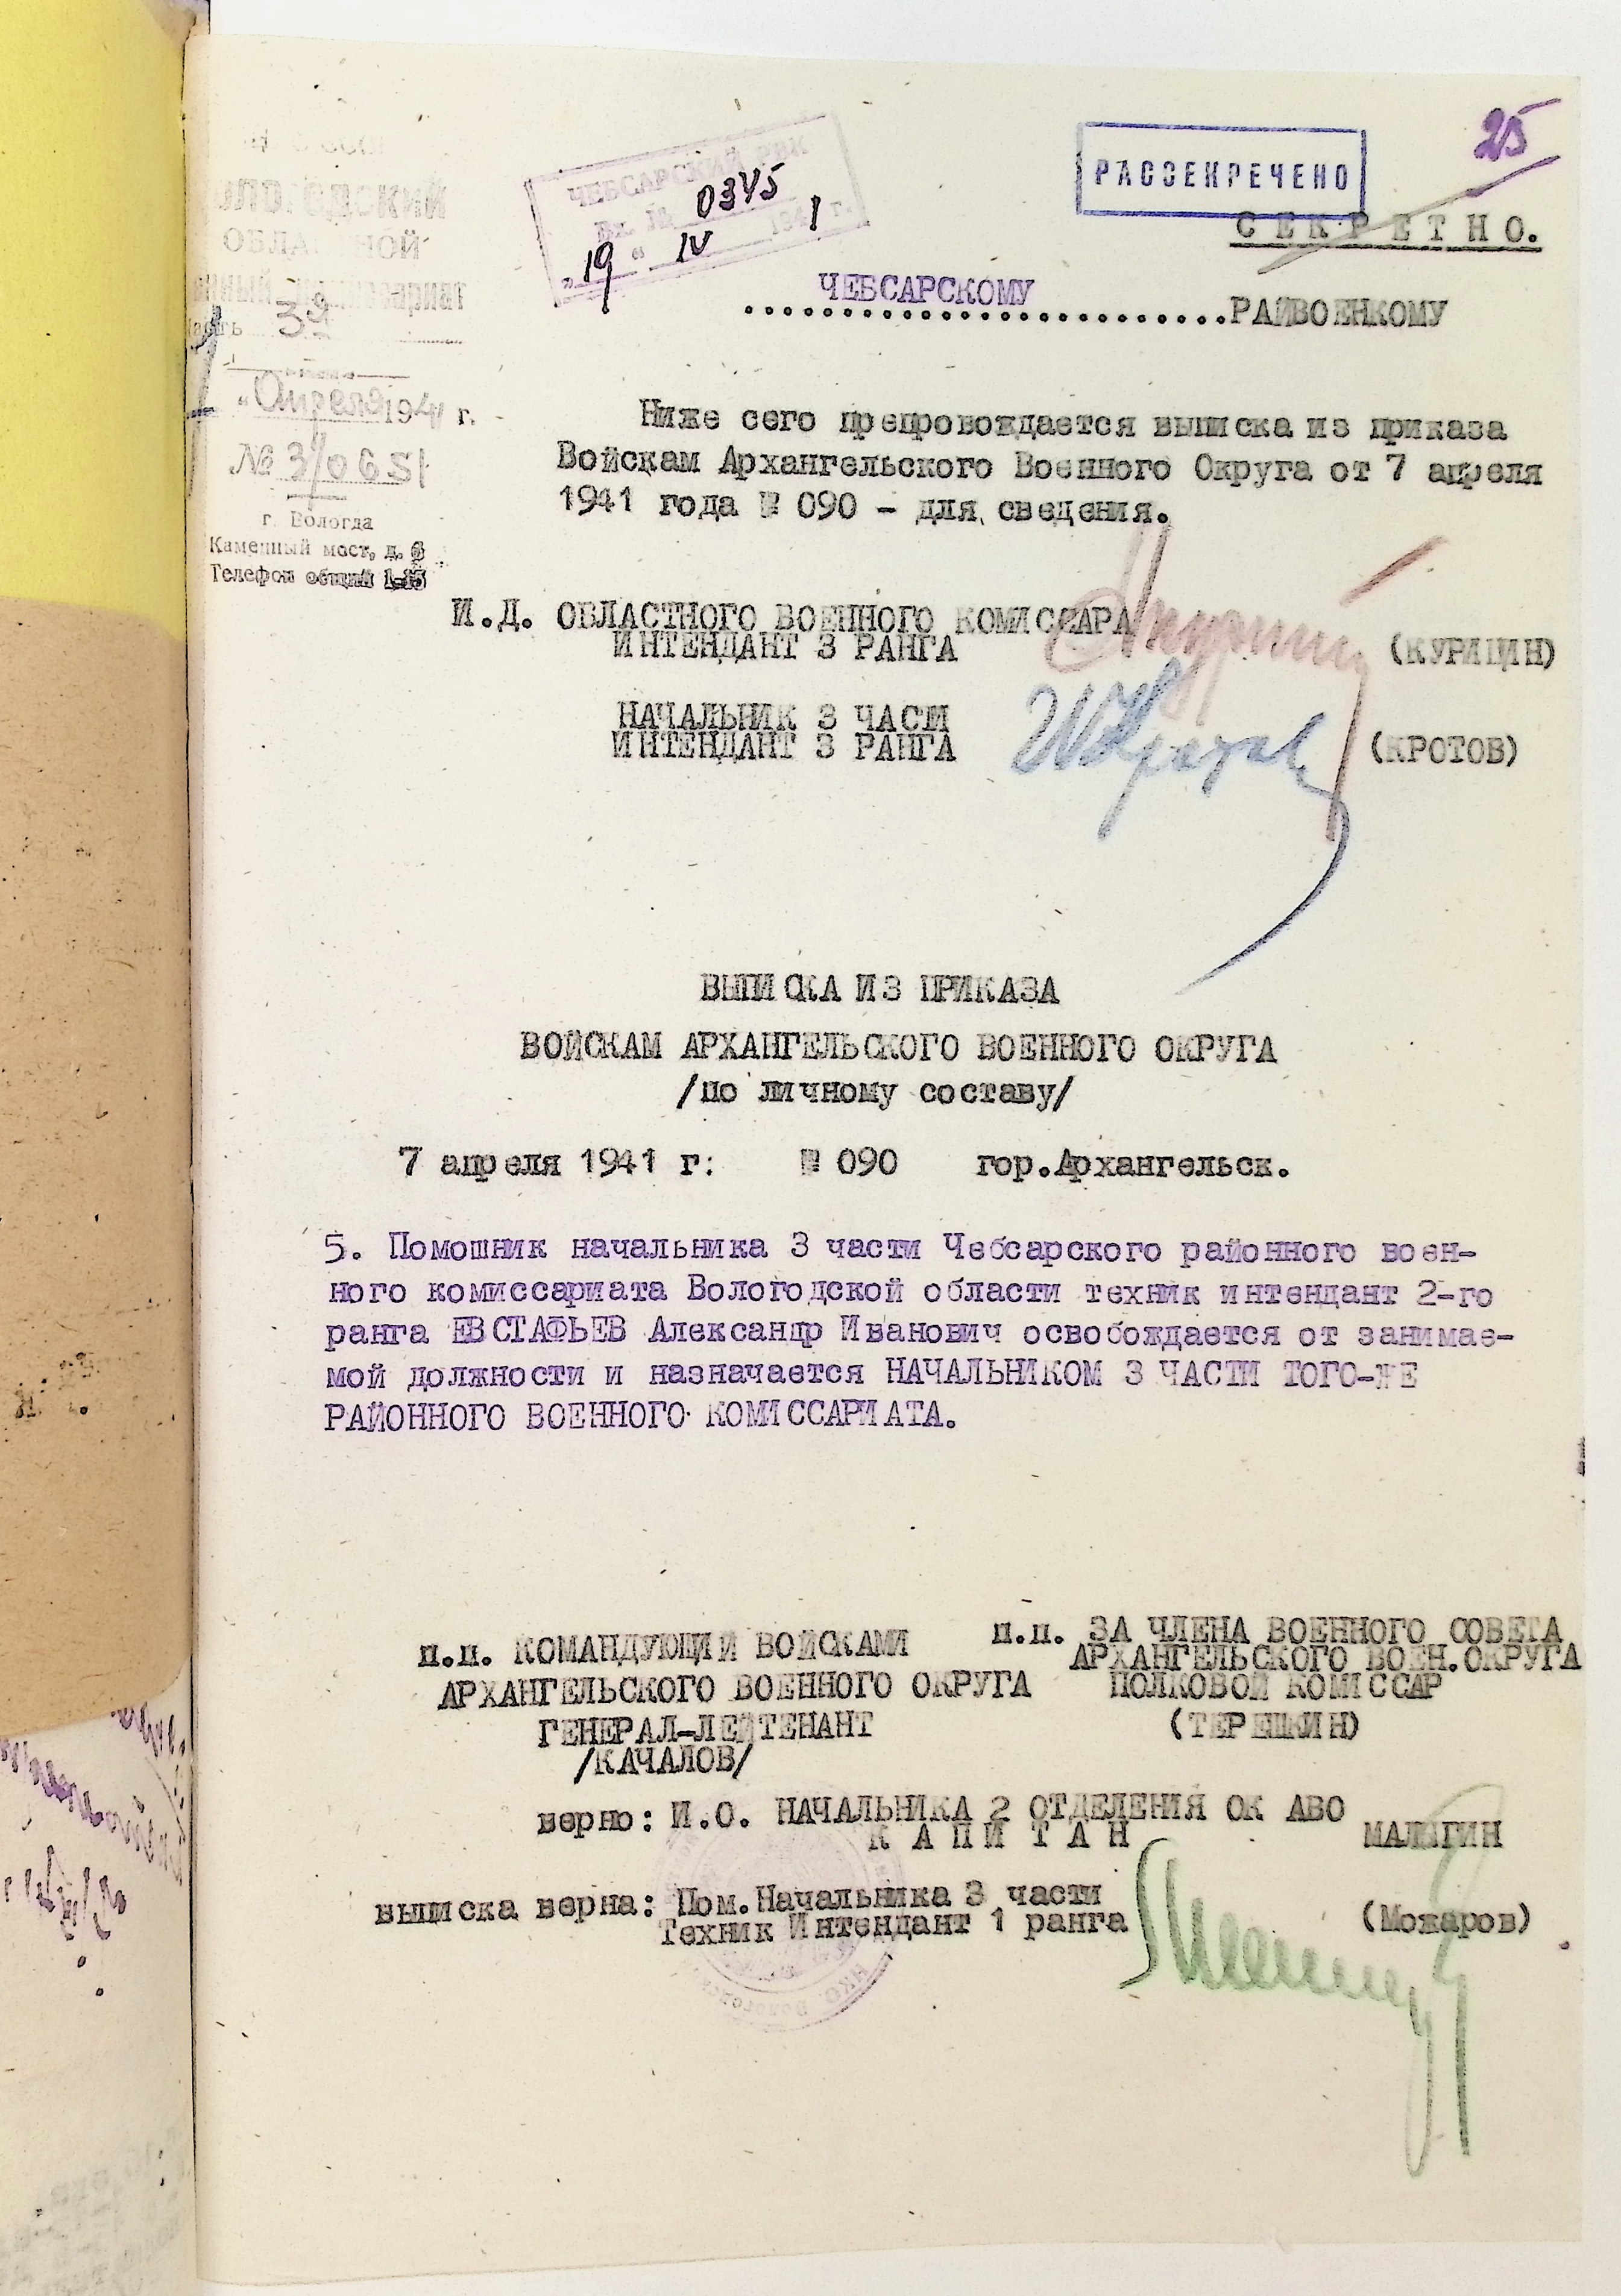 25
РАССЕКРЕЧЕНО
СЕКРЕТНО.
ЧЕБСАРСКИЙ РВК
Вх. № 0345
"19" IV 1941 г.
ОБЛАСТНОЙ
часть 3я
Апреля 1941 г.
№ 3/0651
г. Вологда
Каменный мост, д. 6
Телефон общий 1-15
ЧЕБСАРСКОМУ
..............................РАЙВОЕНКОМУ
Ниже сего препровождается выписка из приказа
Войскам Архангельского Военного Округа от 7 апреля
1941 года № 090 - для сведения.
И.Д. ОБЛАСТНОГО ВОЕННОГО КОМИССАРА
ИНТЕНДАНТ 3 РАНГА (КУРИЦИН)
НАЧАЛЬНИК 3 ЧАСТИ
ИНТЕНДАНТ 3 РАНГА (КРОТОВ)
ВЫПИСКА ИЗ ПРИКАЗА
ВОЙСКАМ АРХАНГЕЛЬСКОГО ВОЕННОГО ОКРУГА
/по личному составу/
7 апреля 1941 г: № 090 гор.Архангельск.
5. Помошник начальника 3 части Чебсарского районного воен-
ного комиссариата Вологодской области техник интендант 2-го
ранга ЕВСТАФЬЕВ Александр Иванович освобождается от занимае-
мой должности и назначается НАЧАЛЬНИКОМ 3 ЧАСТИ ТОГО-ЖЕ
РАЙОННОГО ВОЕННОГО КОМИССАРИАТА.
п.п. КОМАНДУЮЩИЙ ВОЙСКАМИ
АРХАНГЕЛЬСКОГО ВОЕННОГО ОКРУГА
ГЕНЕРАЛ-ЛЕЙТЕНАНТ
/КАЧАЛОВ/
п.п. ЗА ЧЛЕНА ВОЕННОГО СОВЕТА
АРХАНГЕЛЬСКОГО ВОЕН.ОКРУГА
ПОЛКОВОЙ КОМИССАР
(ТЕРЕШКИН)
верно: И.О. НАЧАЛЬНИКА 2 ОТДЕЛЕНИЯ ОК АВО
КАПИТАН МАЛЫГИН
выписка верна: Пом.Начальника 3 части
Техник Интендант 1 ранга (Можаров)